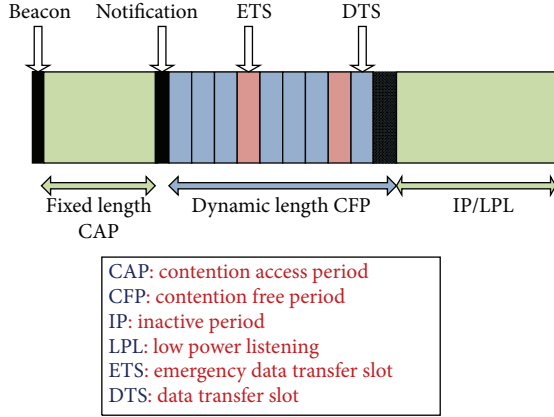 Beacon Notification ETS DTS
Fixed length CAP
Dynamic length CFP
IP/LPL
CAP: contention access period
CFP: contention free period
IP: inactive period
LPL: low power listening
ETS: emergency data transfer slot
DTS: data transfer slot